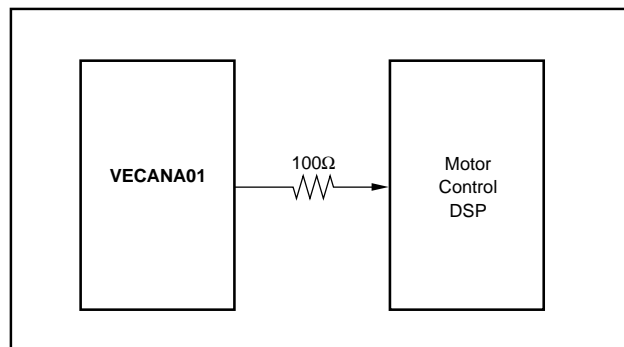 VECANA01
100Ω
Motor
Control
DSP